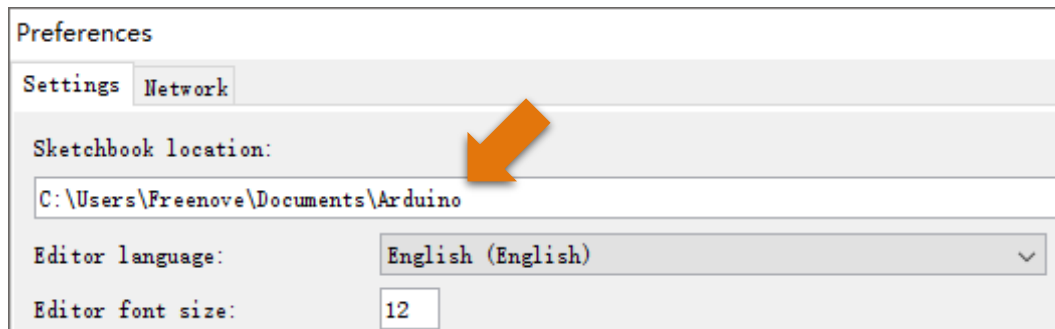 Preferences
Settings Network
Sketchbook location:
C:\Users\Freenove\Documents\Arduino
Editor language: English (English)
Editor font size: 12